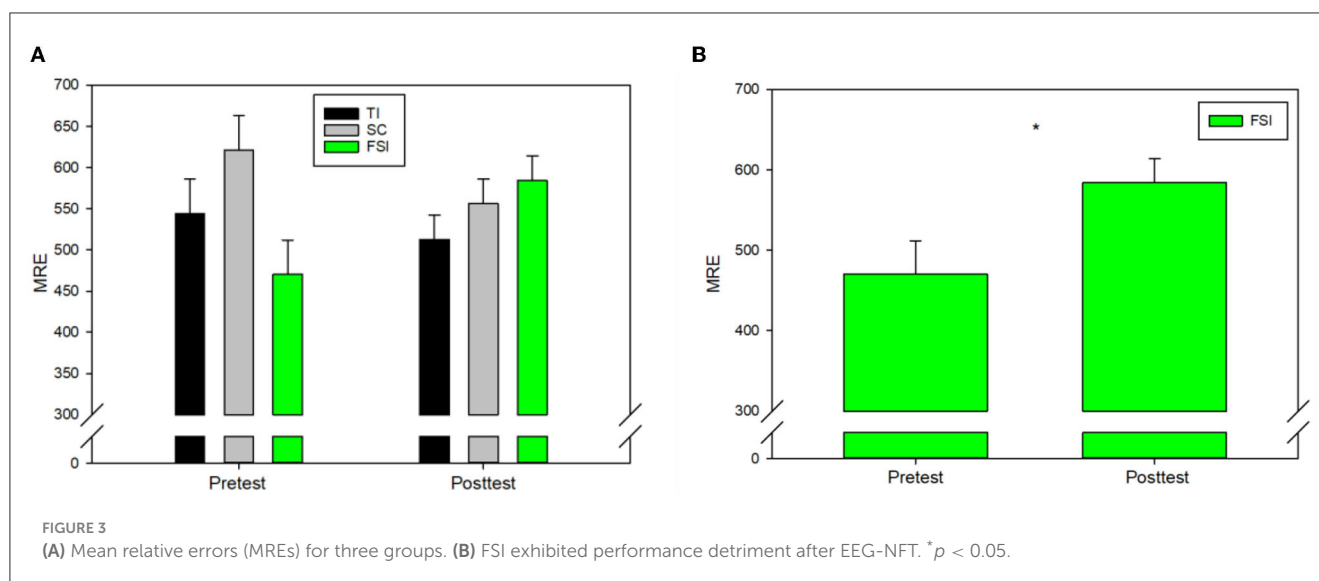 A
700
650
600
550
500
450
400
350
300
0
MRE
TI
SC
FSI
Pretest
Posttest
B
700
600
500
400
300
0
MRE
FSI
*
Pretest
Posttest
FIGURE 3
(A) Mean relative errors (MREs) for three groups. (B) FSI exhibited performance detriment after EEG-NFT. *p < 0.05.